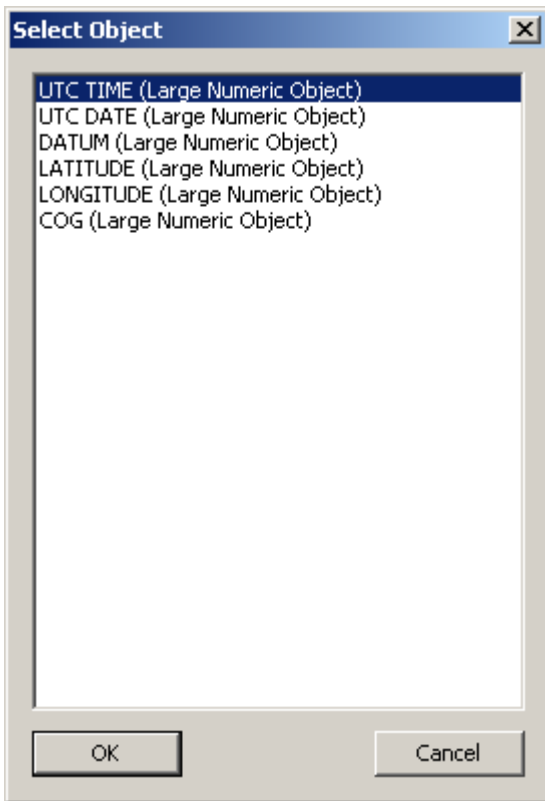 Select Object
UTC TIME (Large Numeric Object)
UTC DATE (Large Numeric Object)
DATUM (Large Numeric Object)
LATITUDE (Large Numeric Object)
LONGITUDE (Large Numeric Object)
COG (Large Numeric Object)
OK Cancel